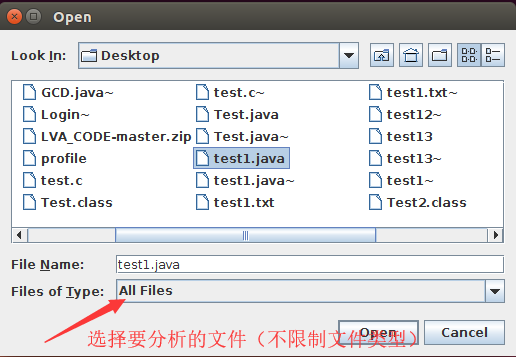 Open
Look In: Desktop
GCD.java~ test.c~ test1.txt~
Login~ Test.java test12~
LVA_CODE-master.zip Test.java~ test13
profile test1.java test13~
test.c test1.java~ test1~
Test.class test1.txt Test2.class
File Name: test1.java
Files of Type: All Files
选择要分析的文件（不限制文件类型）
Open Cancel